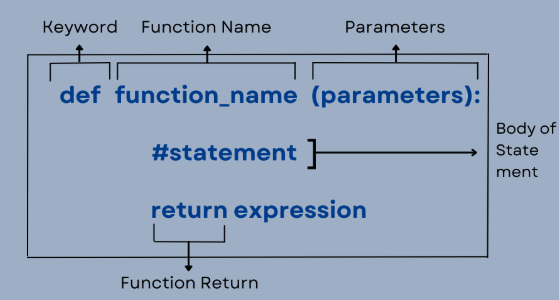 Keyword Function Name Parameters
def function_name (parameters):
#statement
Body of
State
ment
return expression
Function Return